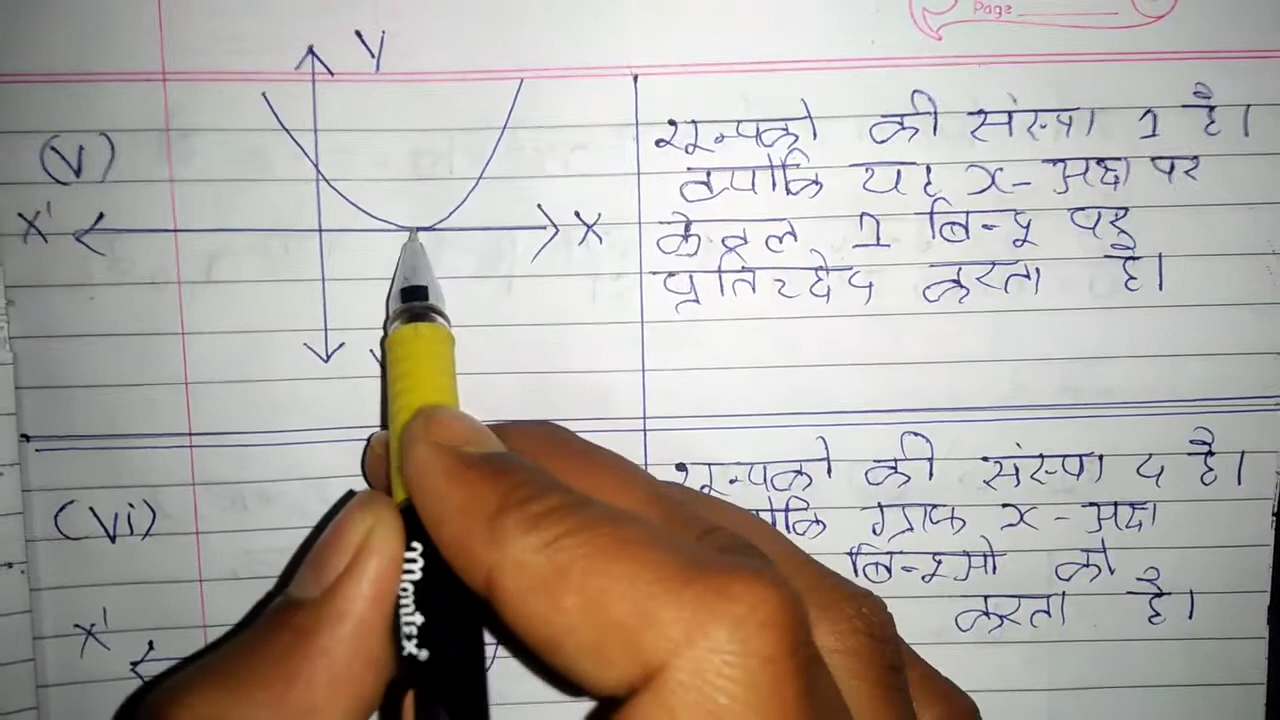 Page
Y
(V)
X'
X
शून्यको की संख्या 1 है।
क्योकि यह x-अक्ष पर
केवल 1 बिन्दु पर
प्रतिच्छेद करता है।
(Vi)
शून्यको की संख्या 4 है।
ग्राफ x-अक्ष
बिन्दुओ को
करता है।
X'
Montex